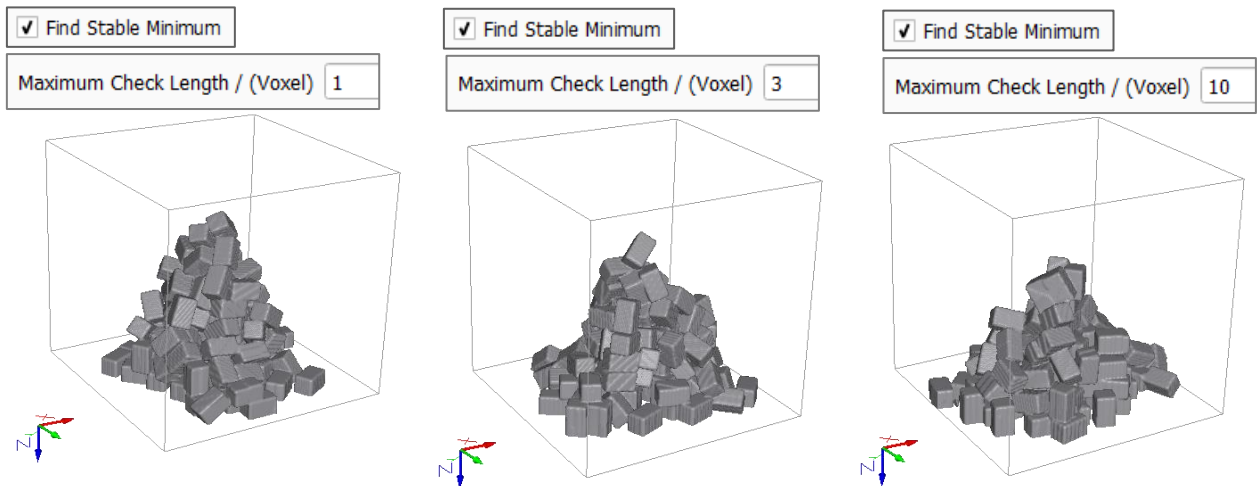 Find Stable Minimum
Maximum Check Length / (Voxel) 1
Find Stable Minimum
Maximum Check Length / (Voxel) 3
Find Stable Minimum
Maximum Check Length / (Voxel) 10
X
Z
X
Z
X
Z